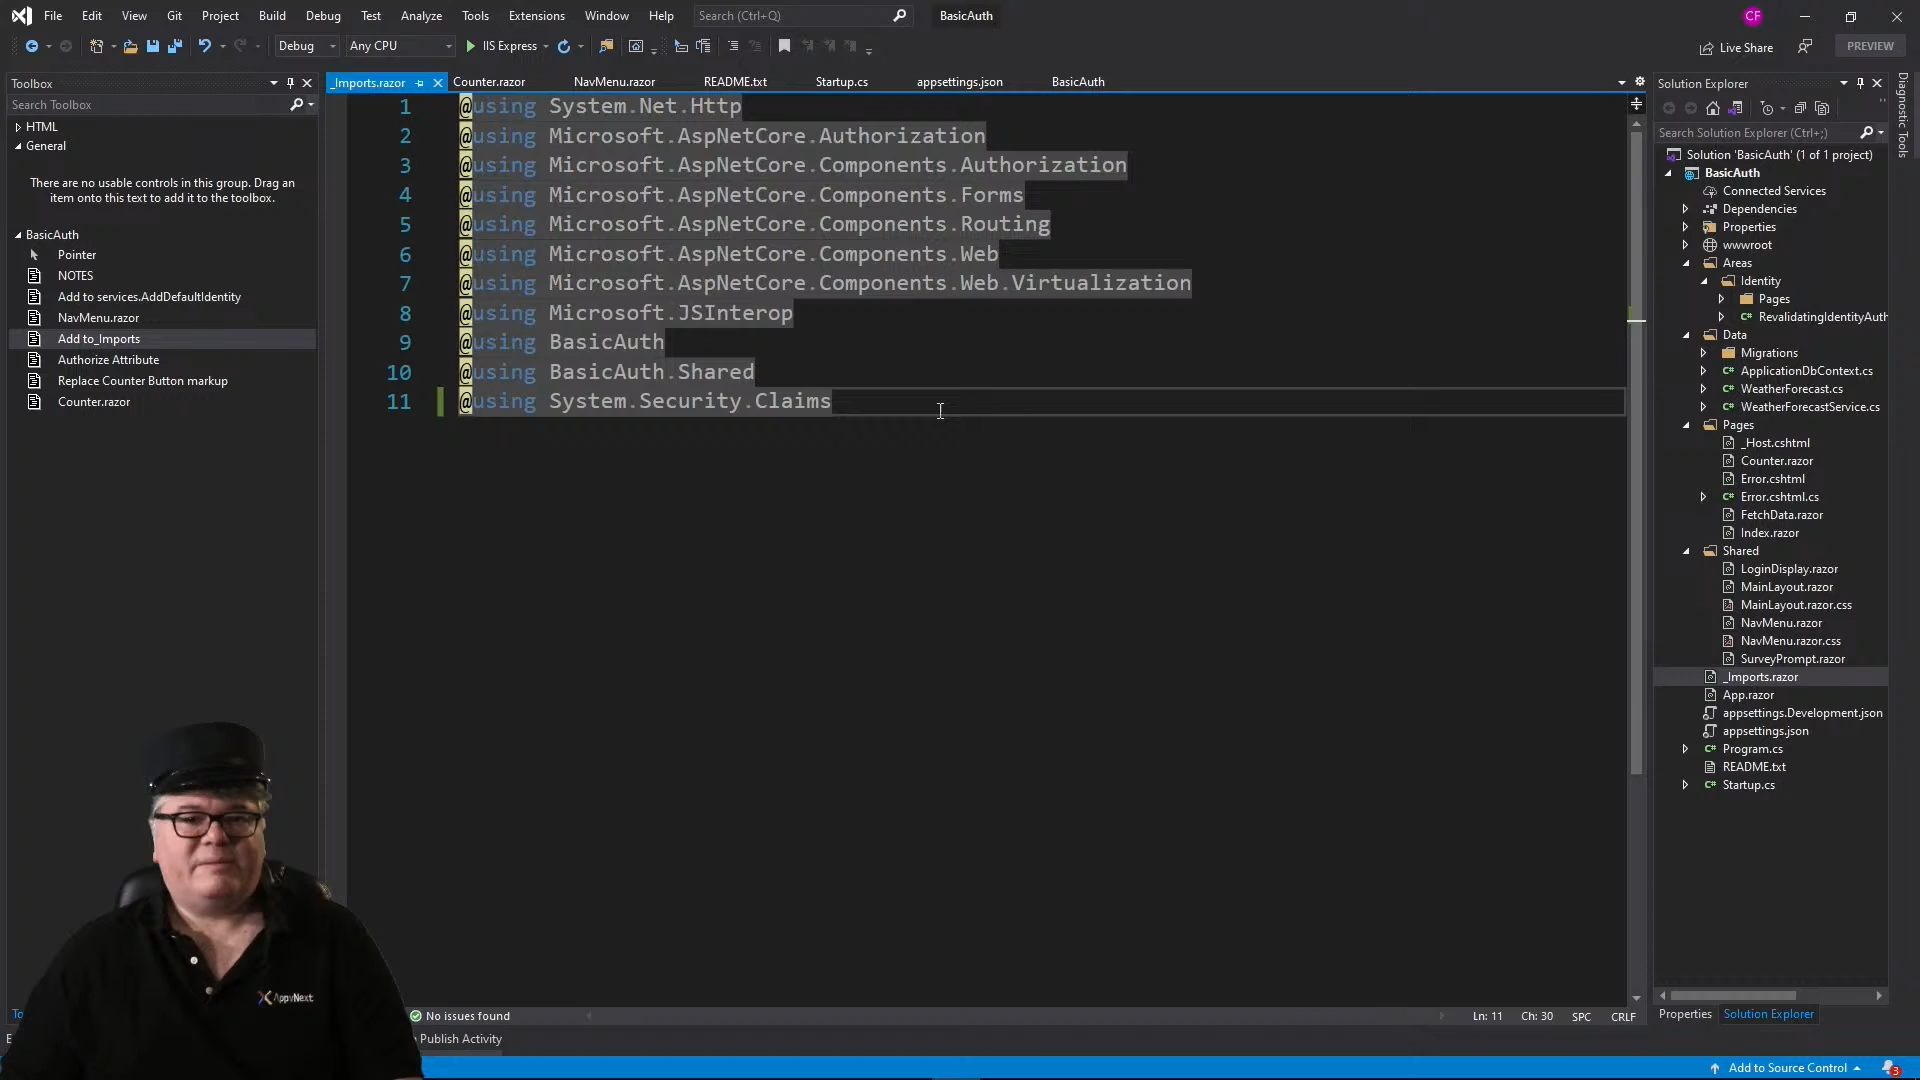 File Edit View Git Project Build Debug Test Analyze Tools Extensions Window Help Search (Ctrl+Q) BasicAuth CF
Debug Any CPU IIS Express Live Share PREVIEW
Toolbox
Search Toolbox
HTML
General
There are no usable controls in this group. Drag an
item onto this text to add it to the toolbox.
BasicAuth
Pointer
NOTES
Add to services.AddDefaultIdentity
NavMenu.razor
Add to_Imports
Authorize Attribute
Replace Counter Button markup
Counter.razor
_Imports.razor Counter.razor NavMenu.razor README.txt Startup.cs appsettings.json BasicAuth
1 @using System.Net.Http
2 @using Microsoft.AspNetCore.Authorization
3 @using Microsoft.AspNetCore.Components.Authorization
4 @using Microsoft.AspNetCore.Components.Forms
5 @using Microsoft.AspNetCore.Components.Routing
6 @using Microsoft.AspNetCore.Components.Web
7 @using Microsoft.AspNetCore.Components.Web.Virtualization
8 @using Microsoft.JSInterop
9 @using BasicAuth
10 @using BasicAuth.Shared
11 @using System.Security.Claims
No issues found Ln: 11 Ch: 30 SPC CRLF
Publish Activity
Solution Explorer
Search Solution Explorer (Ctrl+;)
Solution 'BasicAuth' (1 of 1 project)
BasicAuth
Connected Services
Dependencies
Properties
wwwroot
Areas
Identity
Pages
C# RevalidatingIdentityAuth
Data
Migrations
C# ApplicationDbContext.cs
C# WeatherForecast.cs
C# WeatherForecastService.cs
Pages
_Host.cshtml
Counter.razor
Error.cshtml
C# Error.cshtml.cs
FetchData.razor
Index.razor
Shared
LoginDisplay.razor
MainLayout.razor
MainLayout.razor.css
NavMenu.razor
NavMenu.razor.css
SurveyPrompt.razor
_Imports.razor
App.razor
appsettings.Development.json
appsettings.json
C# Program.cs
README.txt
C# Startup.cs
Properties Solution Explorer
Diagnostic Tools
AppvNext
Add to Source Control 3